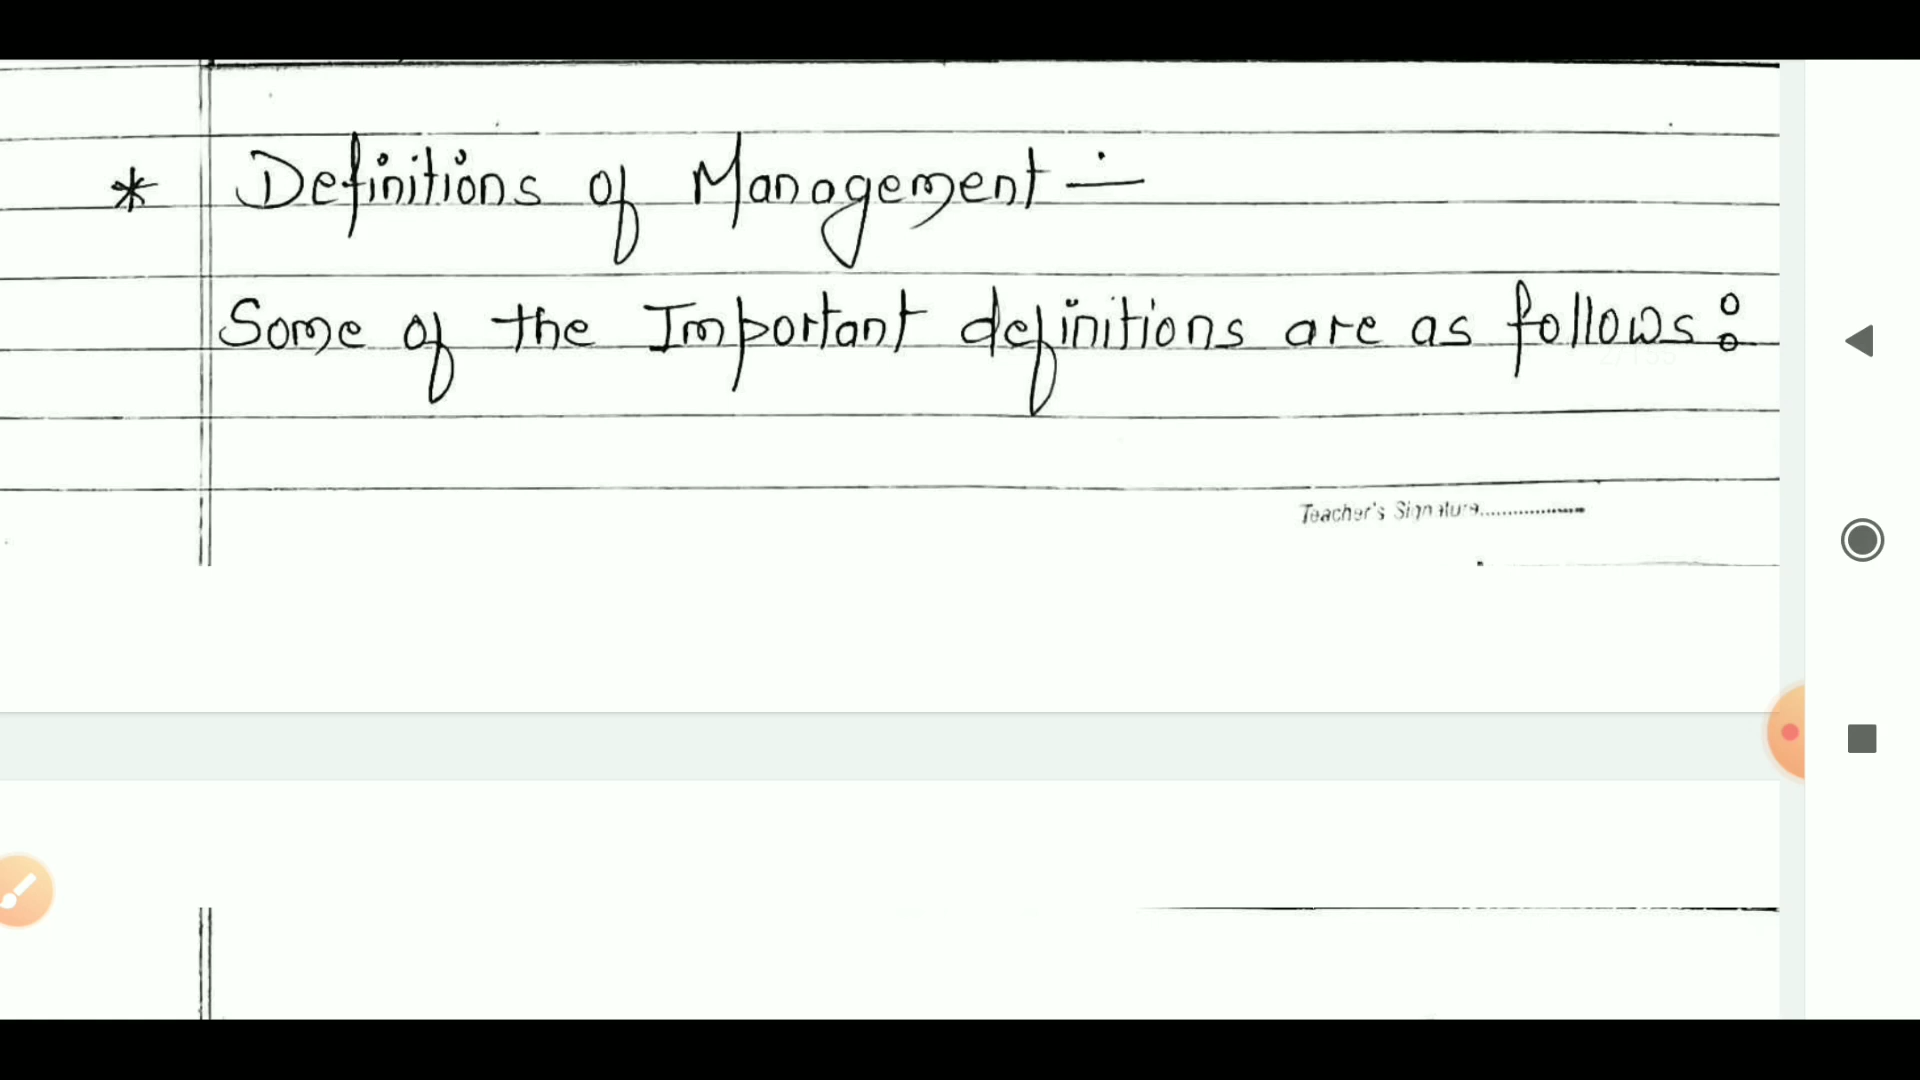 * Definitions of Management :-
Some of the Important definitions are as follows :
Teacher's Signature..................